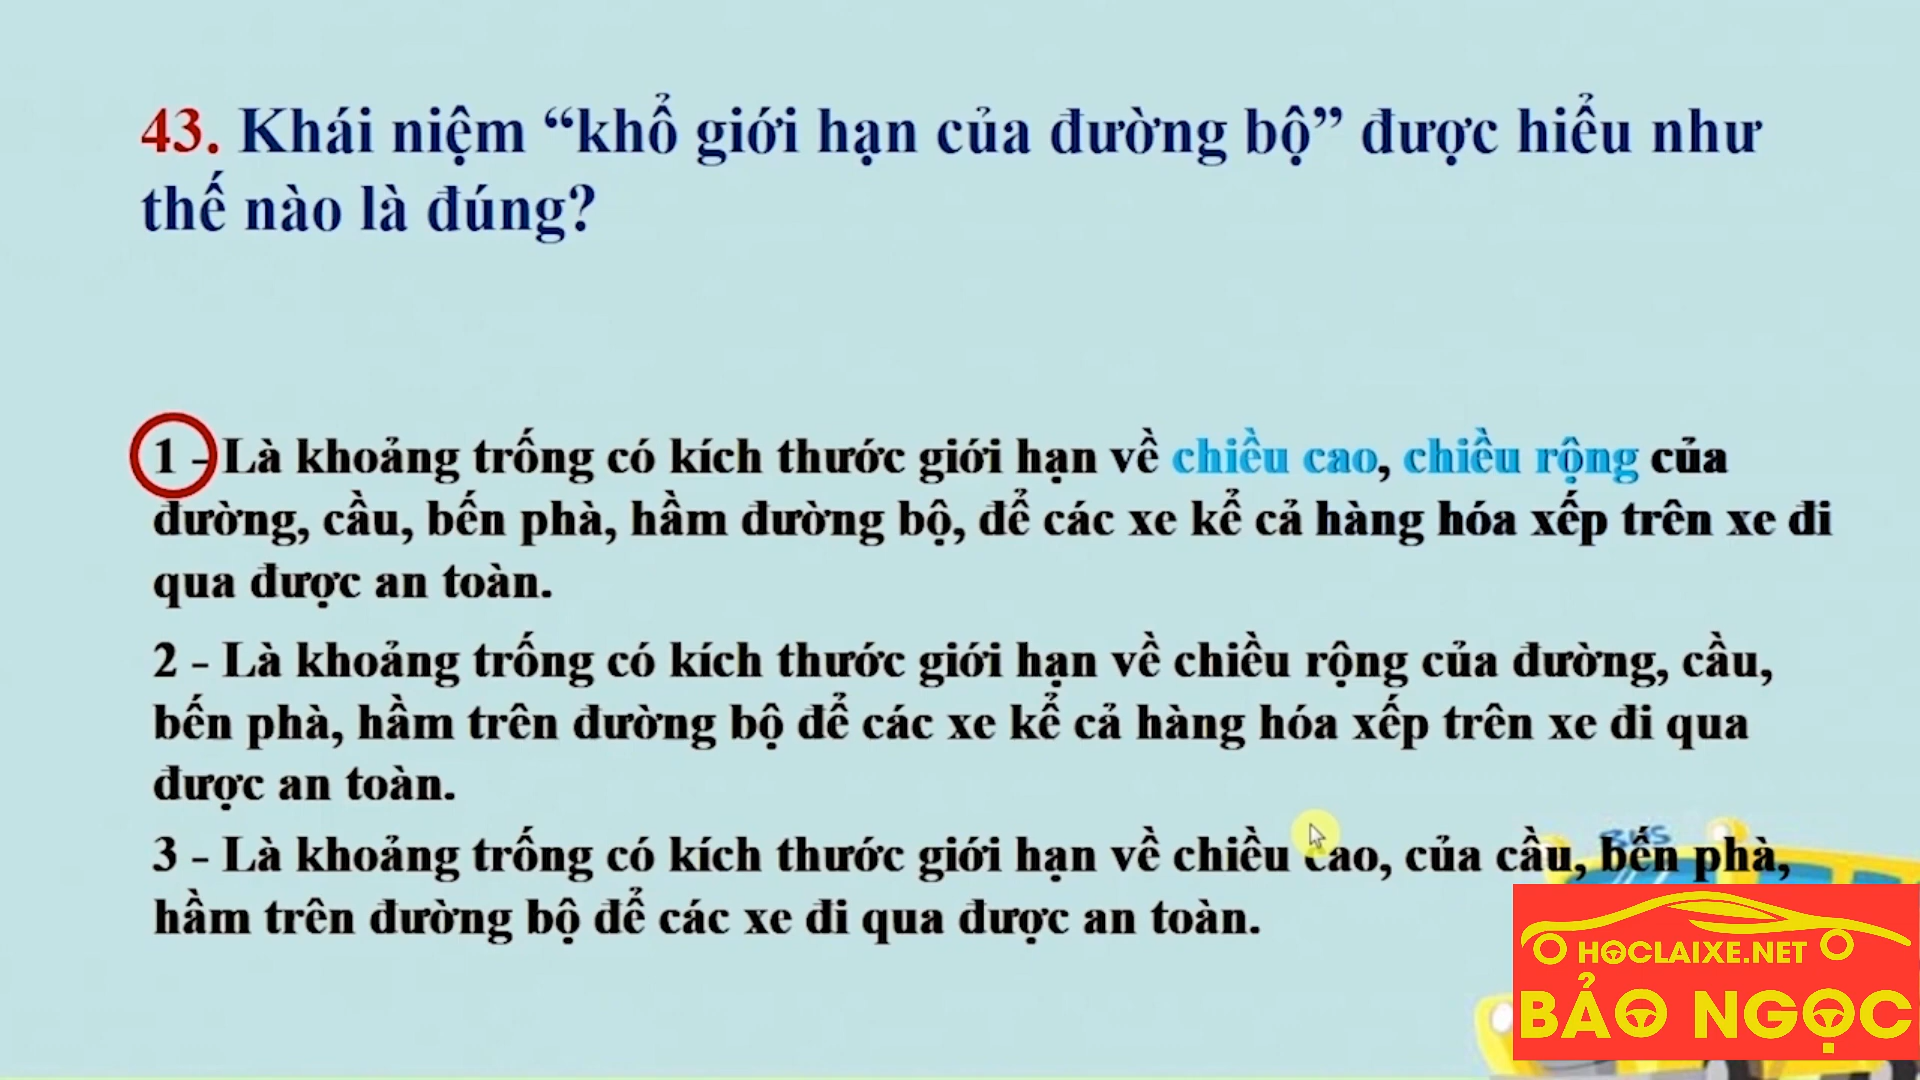 43. Khái niệm “khổ giới hạn của đường bộ” được hiểu như
thế nào là đúng?
1 - Là khoảng trống có kích thước giới hạn về chiều cao, chiều rộng của
đường, cầu, bến phà, hầm đường bộ, để các xe kể cả hàng hóa xếp trên xe đi
qua được an toàn.
2 - Là khoảng trống có kích thước giới hạn về chiều rộng của đường, cầu,
bến phà, hầm trên đường bộ để các xe kể cả hàng hóa xếp trên xe đi qua
được an toàn.
3 - Là khoảng trống có kích thước giới hạn về chiều cao, của cầu, bến phà,
hầm trên đường bộ để các xe đi qua được an toàn.
BUS
HOCLAIXE.NET
BẢO NGỌC